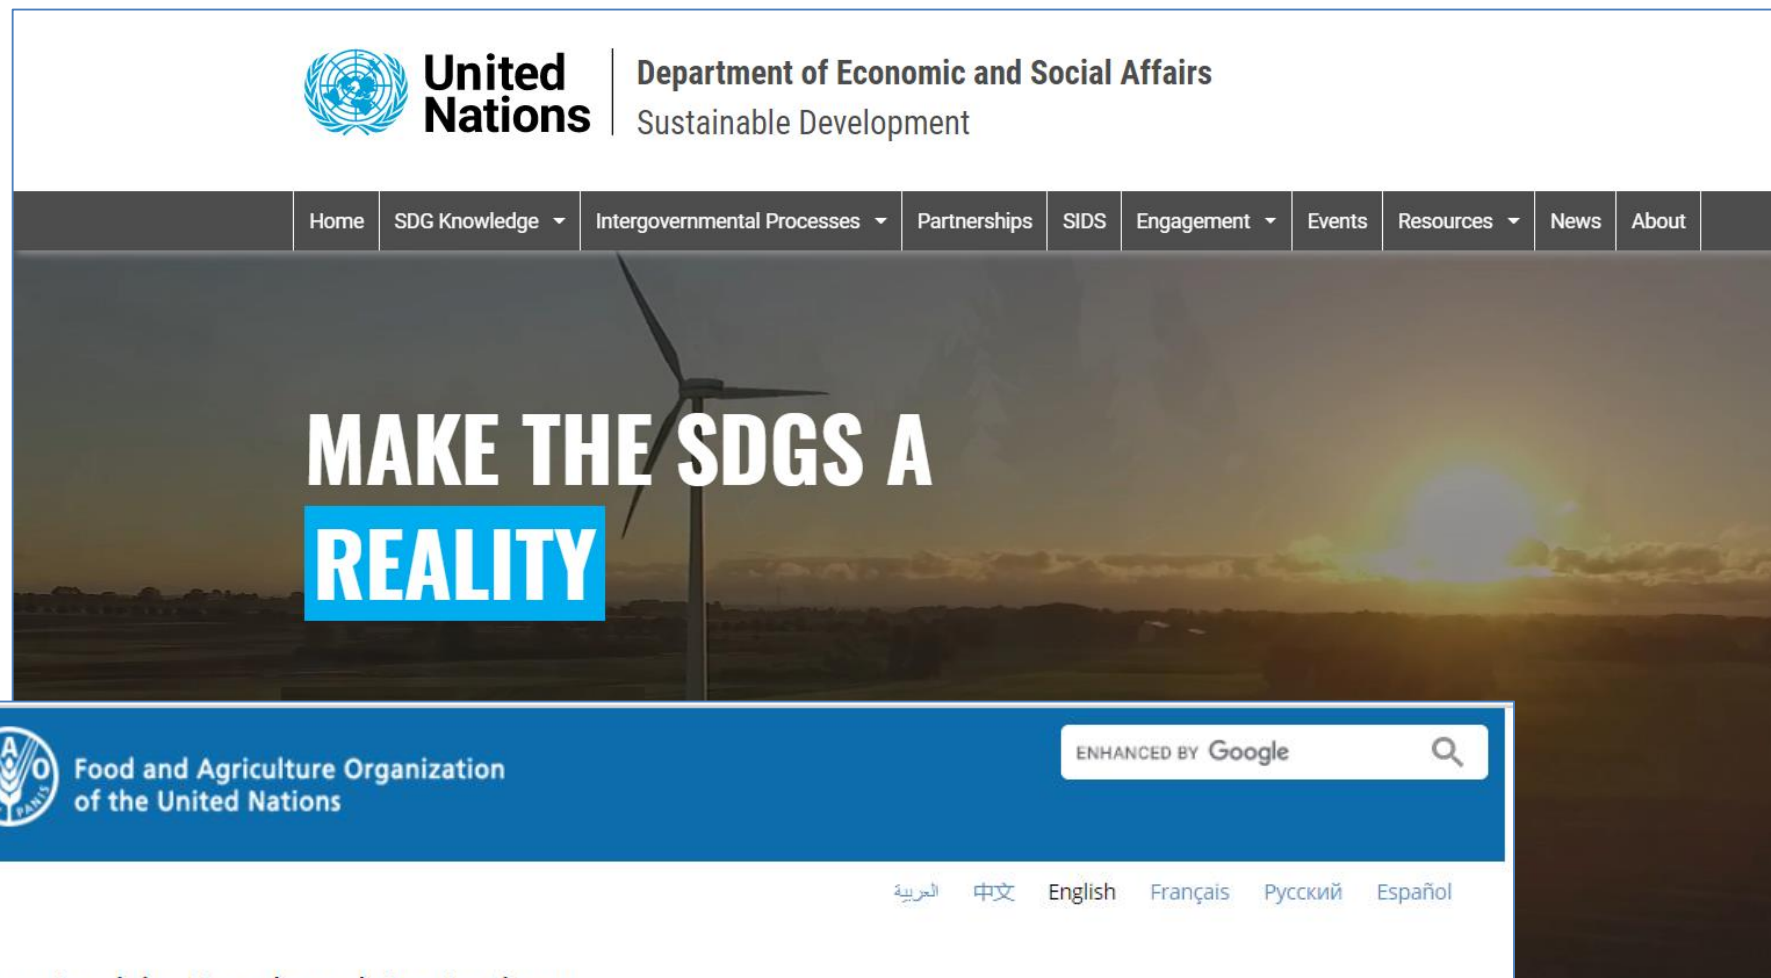 United
Nations
Department of Economic and Social Affairs
Sustainable Development
Home SDG Knowledge Intergovernmental Processes Partnerships SIDS Engagement Events Resources News About
MAKE THE SDGS A
REALITY
Food and Agriculture Organization
of the United Nations
ENHANCED BY Google
A O PANIS
العربية 中文 English Français Русский Español